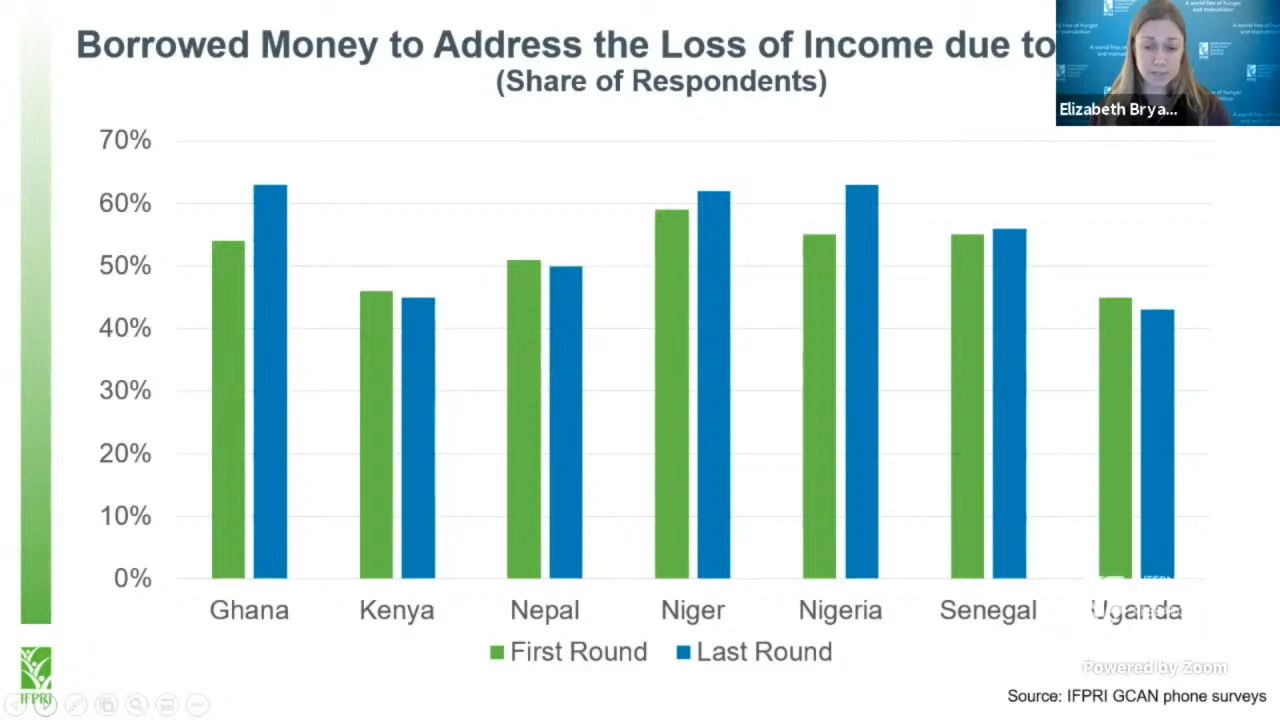 Borrowed Money to Address the Loss of Income due to
(Share of Respondents)
Elizabeth Brya...
70%
60%
50%
40%
30%
20%
10%
0%
Ghana Kenya Nepal Niger Nigeria Senegal Uganda
First Round Last Round
IFPRI
Powered by Zoom
Source: IFPRI GCAN phone surveys